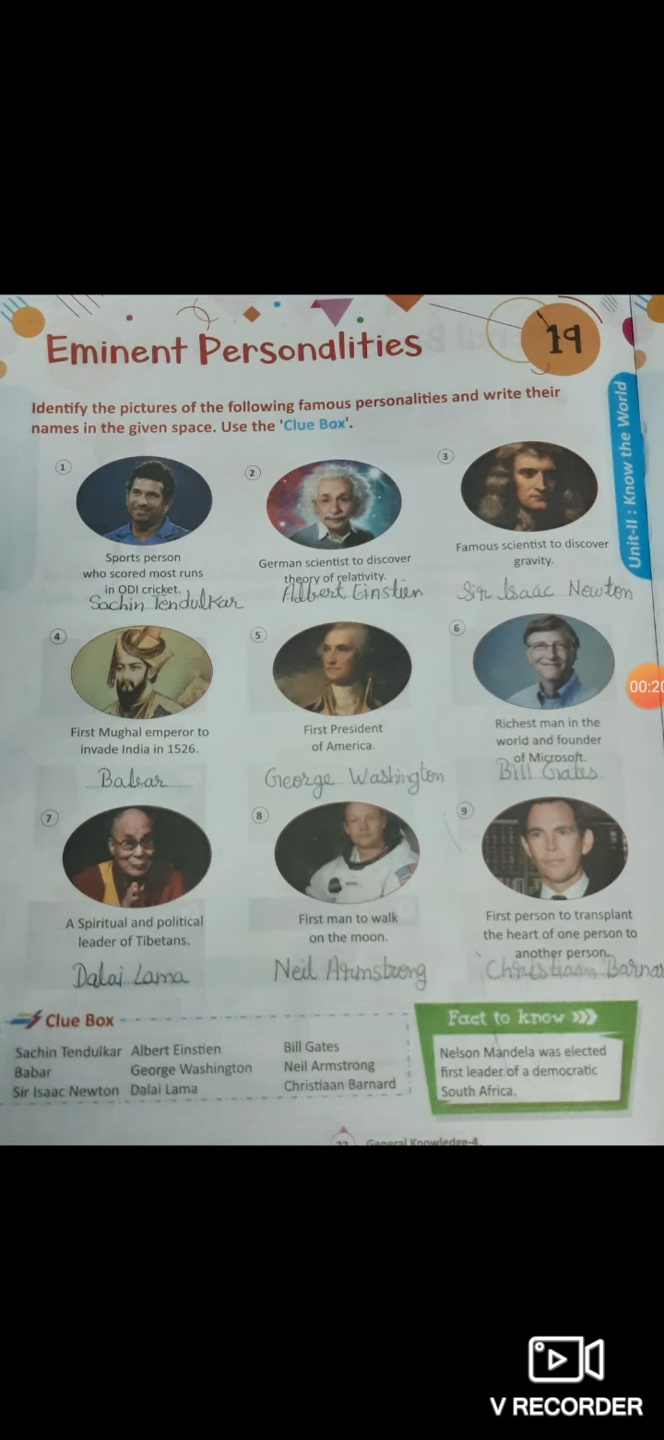 Eminent Personalities
19
Identify the pictures of the following famous personalities and write their
names in the given space. Use the 'Clue Box'.
Unit-II : Know the World
1
Sports person
who scored most runs
in ODI cricket.
Sachin Tendulkar
2
German scientist to discover
theory of relativity.
Albert Einstien
3
Famous scientist to discover
gravity.
Sir Isaac Newton
4
First Mughal emperor to
invade India in 1526.
Babar
5
First President
of America.
George Washington
6
Richest man in the
world and founder
of Microsoft.
Bill Gates
00:20
7
A Spiritual and political
leader of Tibetans.
Dalai Lama
8
First man to walk
on the moon.
Neil Armstrong
9
First person to transplant
the heart of one person to
another person.
Christiaan Barnar
Clue Box
Sachin Tendulkar Albert Einstien Bill Gates
Babar George Washington Neil Armstrong
Sir Isaac Newton Dalai Lama Christiaan Barnard
Fact to know
Nelson Mandela was elected
first leader of a democratic
South Africa.
General Knowledge-4
V RECORDER